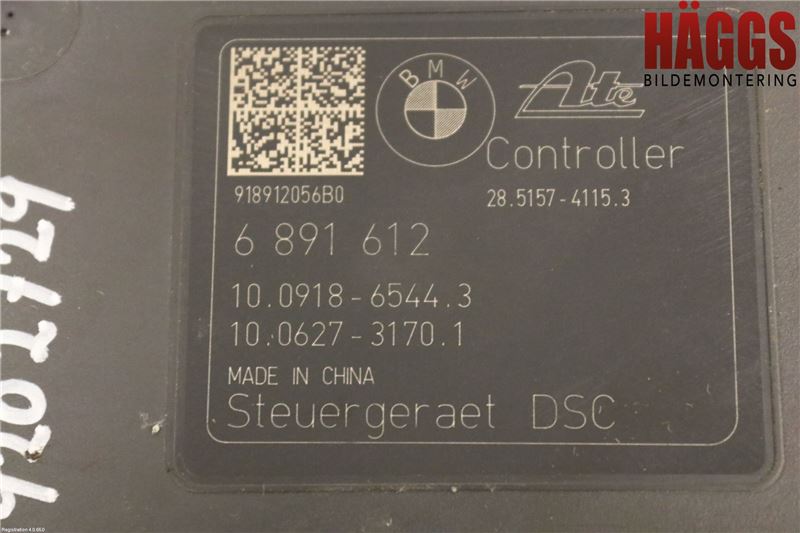 HÄGGS
BILDEMONTERING
BMW
Ate
Controller
918912056B0
28.5157-4115.3
6 891 612
10.0918-6544.3
10.0627-3170.1
MADE IN CHINA
Steuergeraet DSC